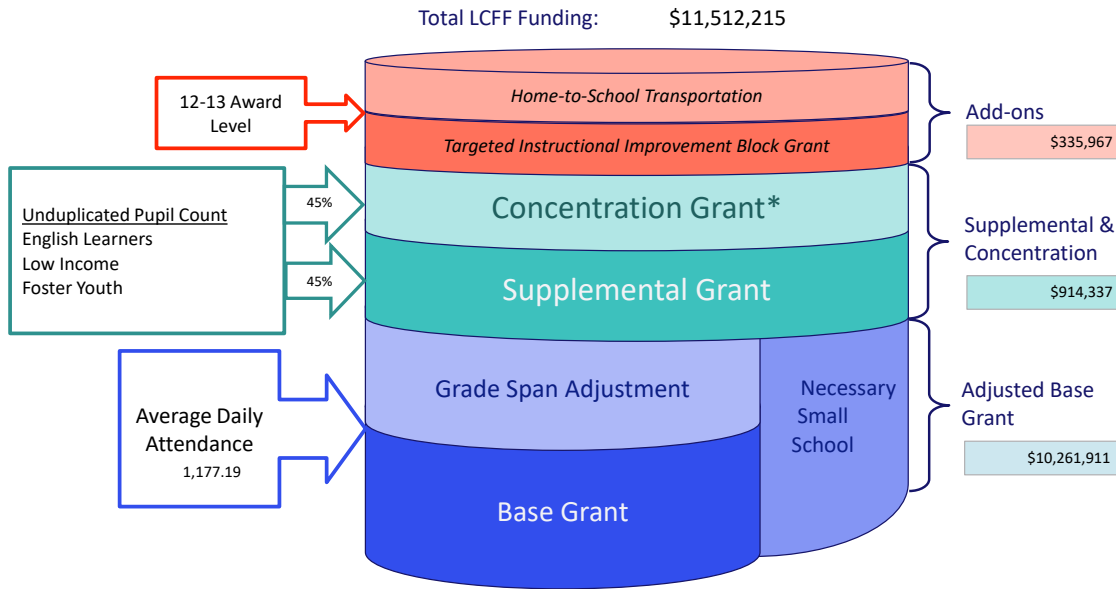 Total LCFF Funding: $11,512,215
12-13 Award
Level
Home-to-School Transportation
Targeted Instructional Improvement Block Grant
Add-ons
$335,967
Unduplicated Pupil Count
English Learners
Low Income
Foster Youth
45%
45%
Concentration Grant*
Supplemental Grant
Supplemental &
Concentration
$914,337
Average Daily
Attendance
1,177.19
Grade Span Adjustment
Base Grant
Necessary
Small
School
Adjusted Base
Grant
$10,261,911